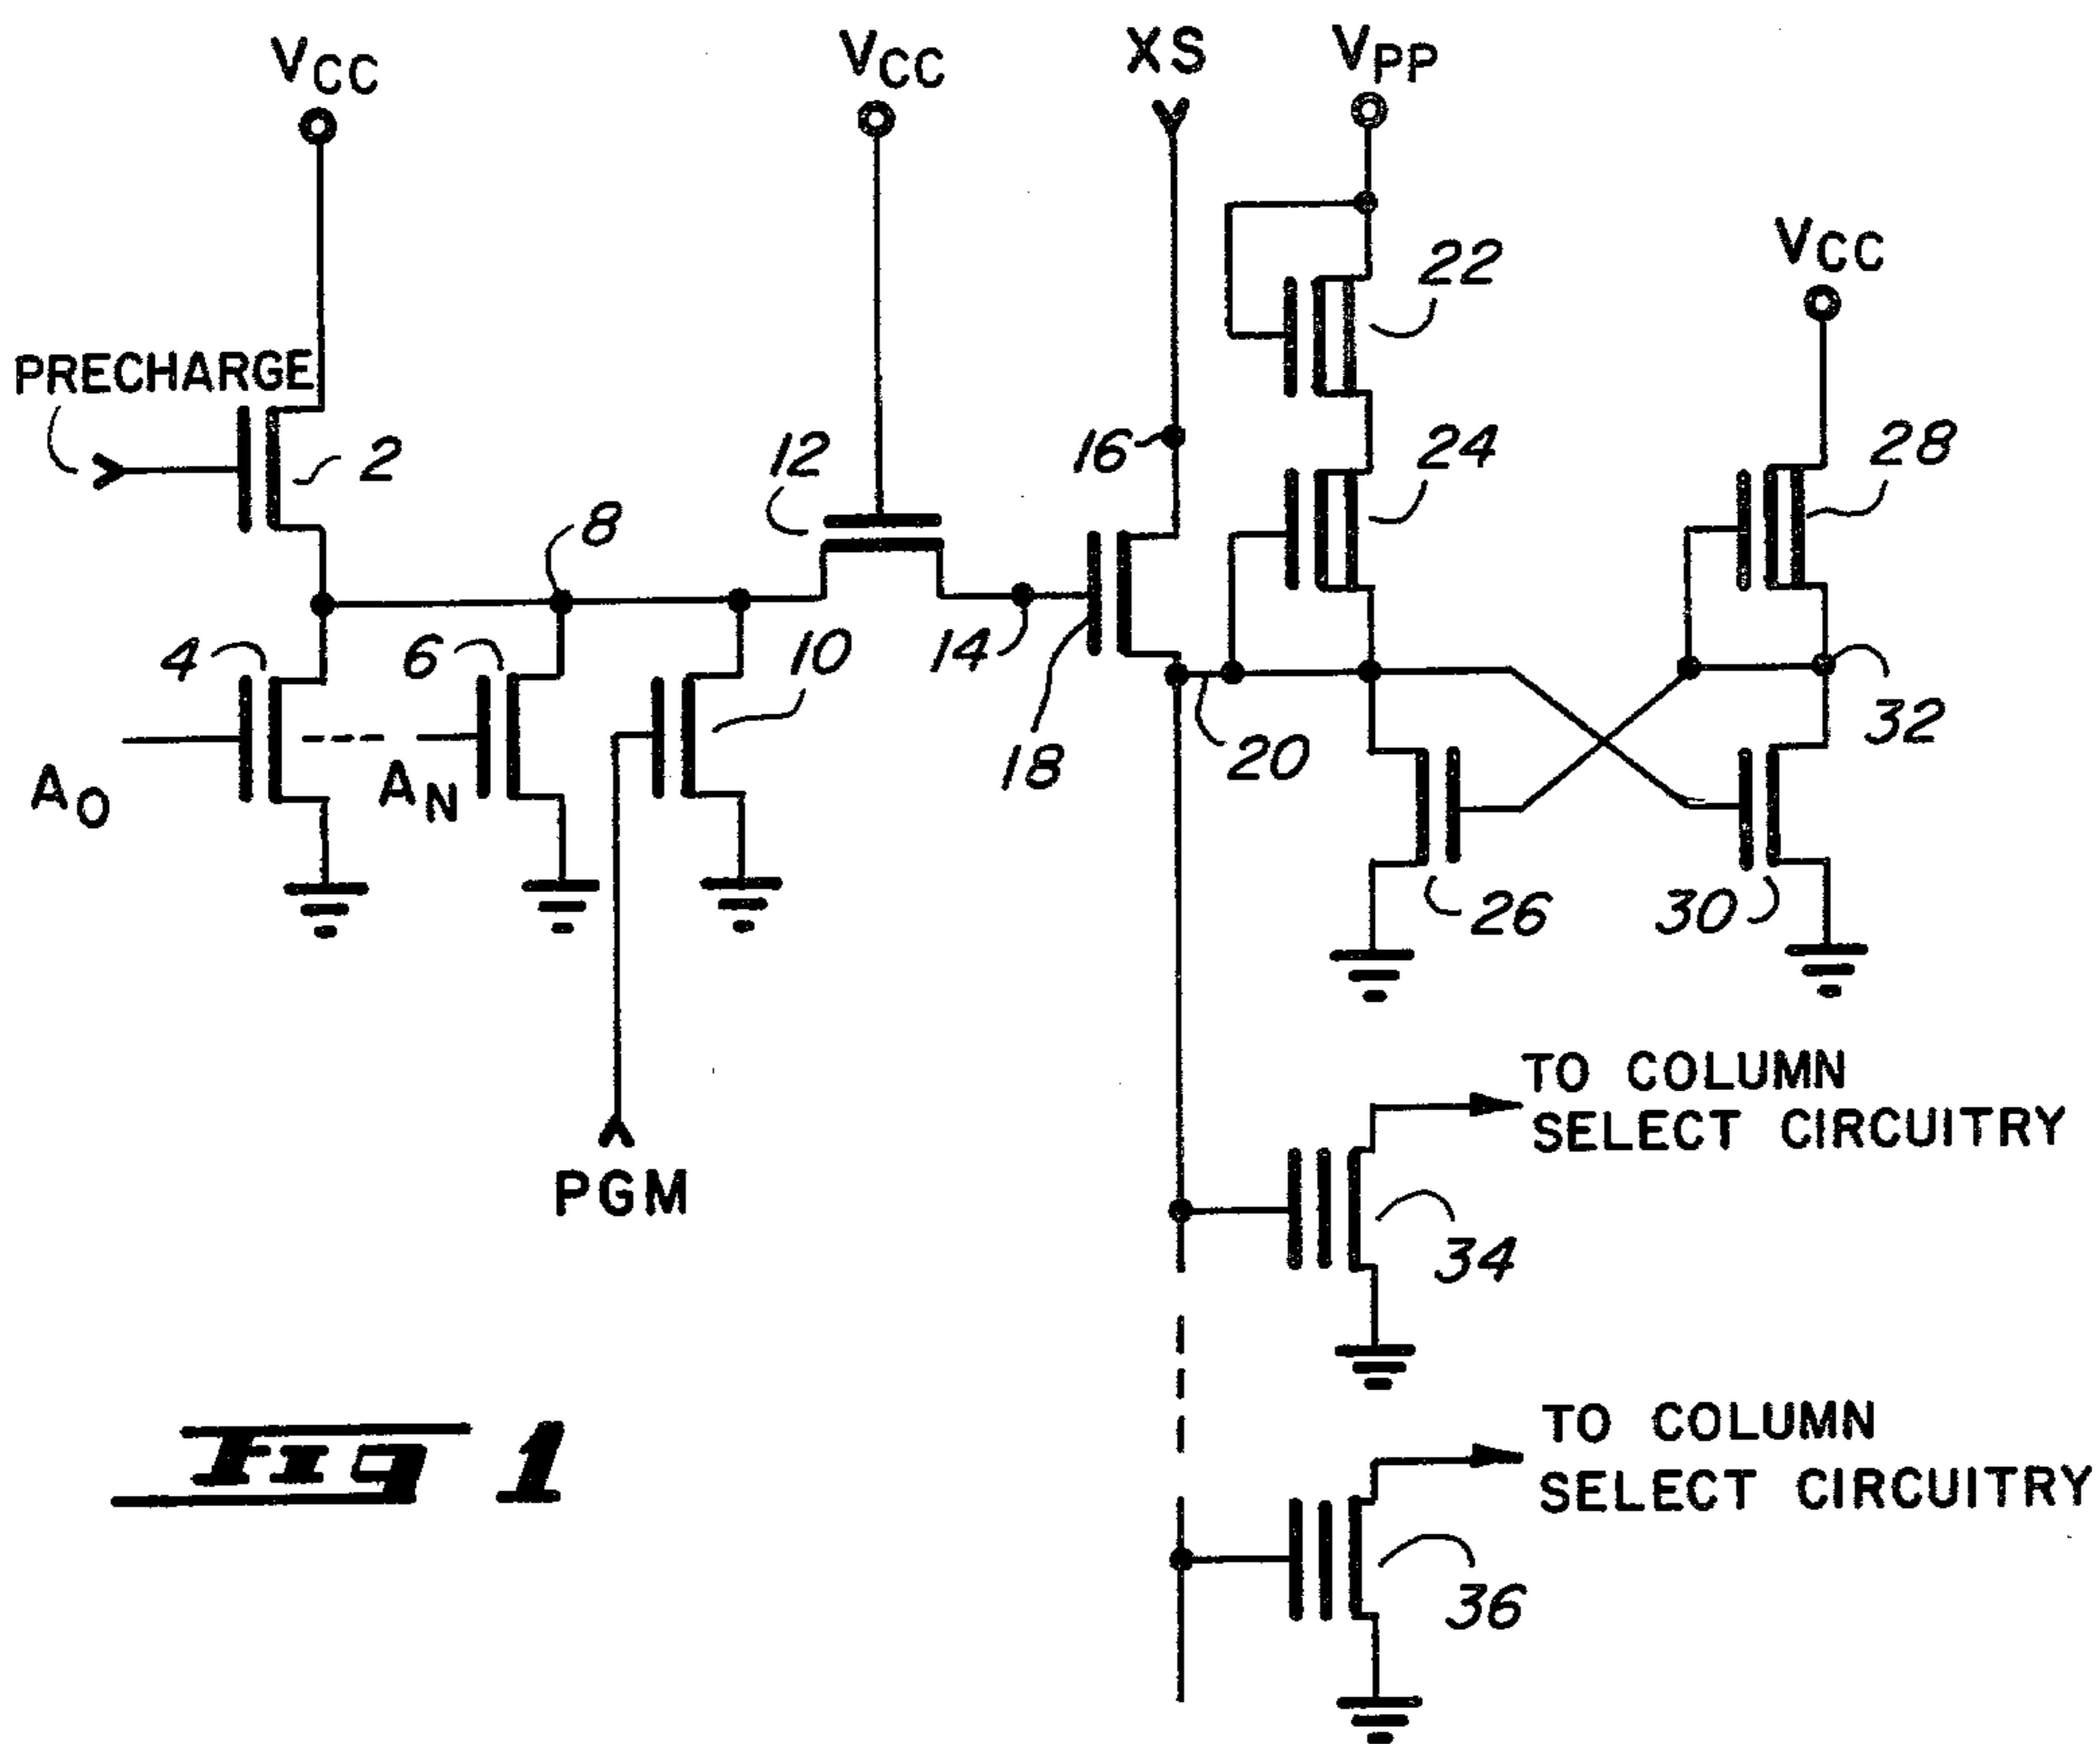 VCC
VCC
XS
VPP
VCC
PRECHARGE
2
4
6
8
10
12
14
16
18
20
22
24
26
28
30
32
A0
AN
PGM
TO COLUMN
SELECT CIRCUITRY
34
TO COLUMN
SELECT CIRCUITRY
36
Fig 1